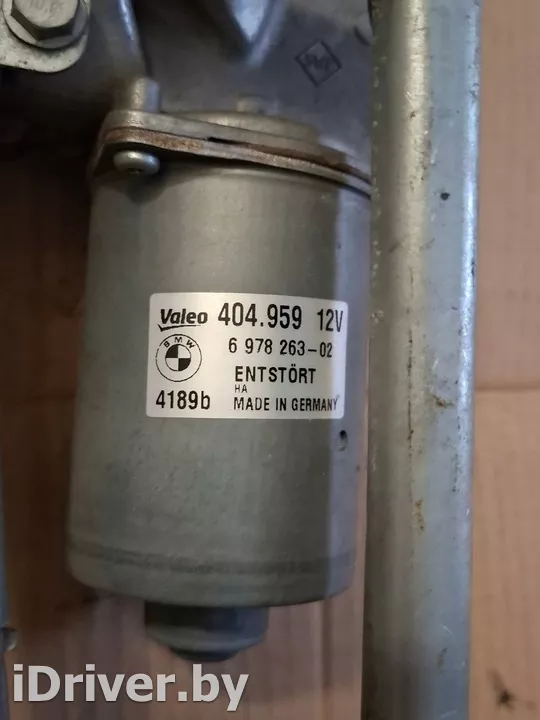 Valeo 404.959 12V
BMW 6 978 263-02
ENTSTÖRT
HA
4189b MADE IN GERMANY
iDriver.by